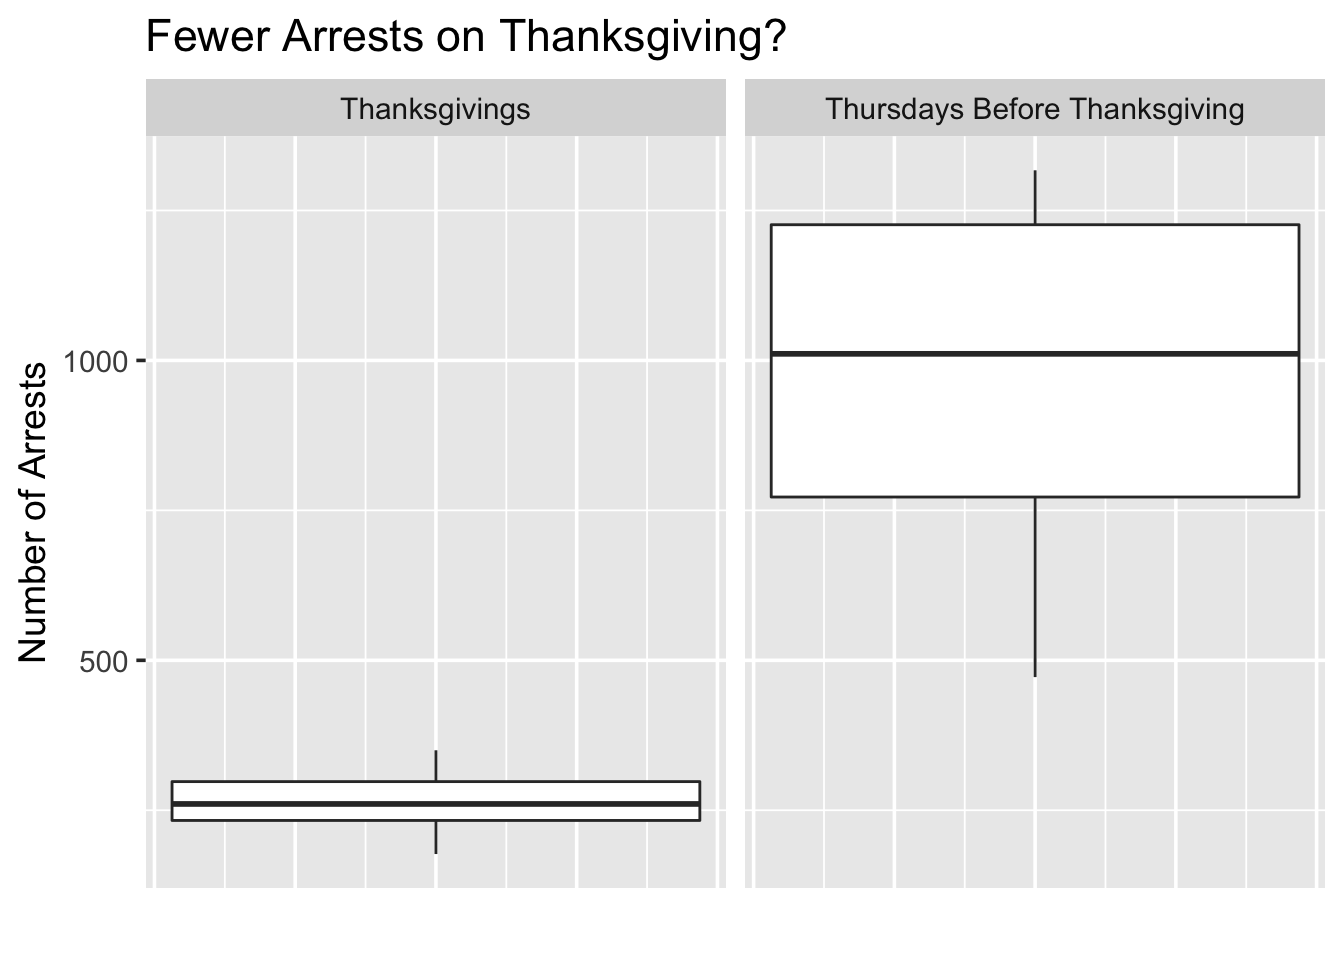 Fewer Arrests on Thanksgiving?
Thanksgivings
Thursdays Before Thanksgiving
Number of Arrests
1000
500